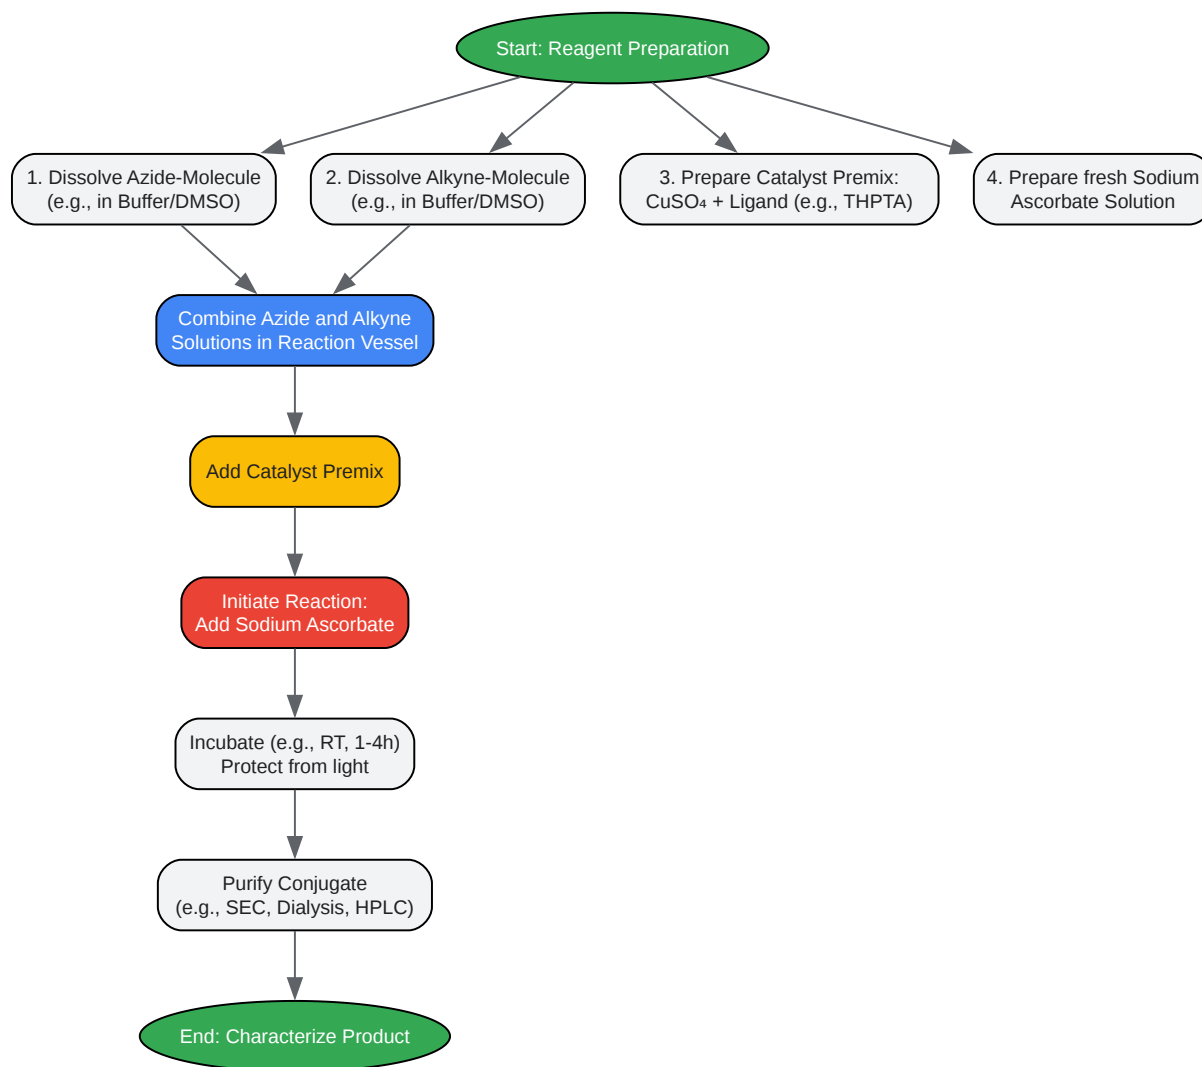 Start: Reagent Preparation
1. Dissolve Azide-Molecule
(e.g., in Buffer/DMSO)
2. Dissolve Alkyne-Molecule
(e.g., in Buffer/DMSO)
3. Prepare Catalyst Premix:
CuSO₄ + Ligand (e.g., THPTA)
4. Prepare fresh Sodium
Ascorbate Solution
Combine Azide and Alkyne
Solutions in Reaction Vessel
Add Catalyst Premix
Initiate Reaction:
Add Sodium Ascorbate
Incubate (e.g., RT, 1-4h)
Protect from light
Purify Conjugate
(e.g., SEC, Dialysis, HPLC)
End: Characterize Product